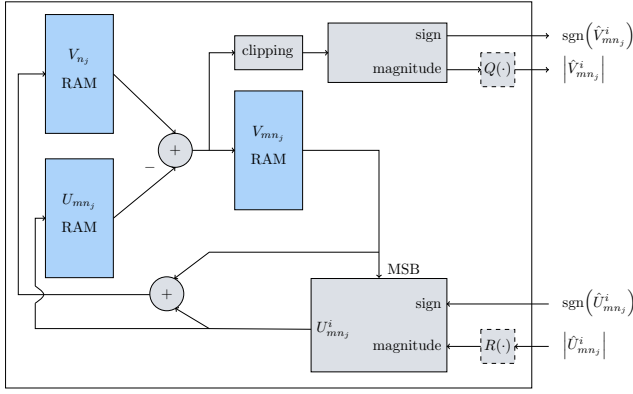 V_{n_j}
RAM
clipping
sign
magnitude
Q(·)
sgn(V̂^i_{mn_j})
|V̂^i_{mn_j}|
+
−
V_{mn_j}
RAM
U_{mn_j}
RAM
+
MSB
U^i_{mn_j}
sign
magnitude
R(·)
sgn(Û^i_{mn_j})
|Û^i_{mn_j}|